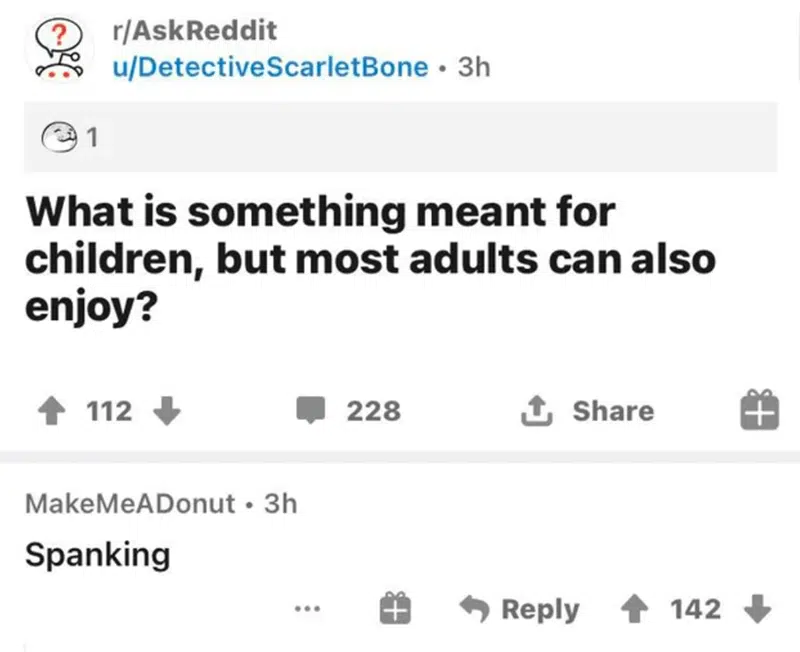 ?
r/AskReddit
u/DetectiveScarletBone • 3h
1
What is something meant for
children, but most adults can also
enjoy?
112
228
Share
MakeMeADonut • 3h
Spanking
... Reply 142